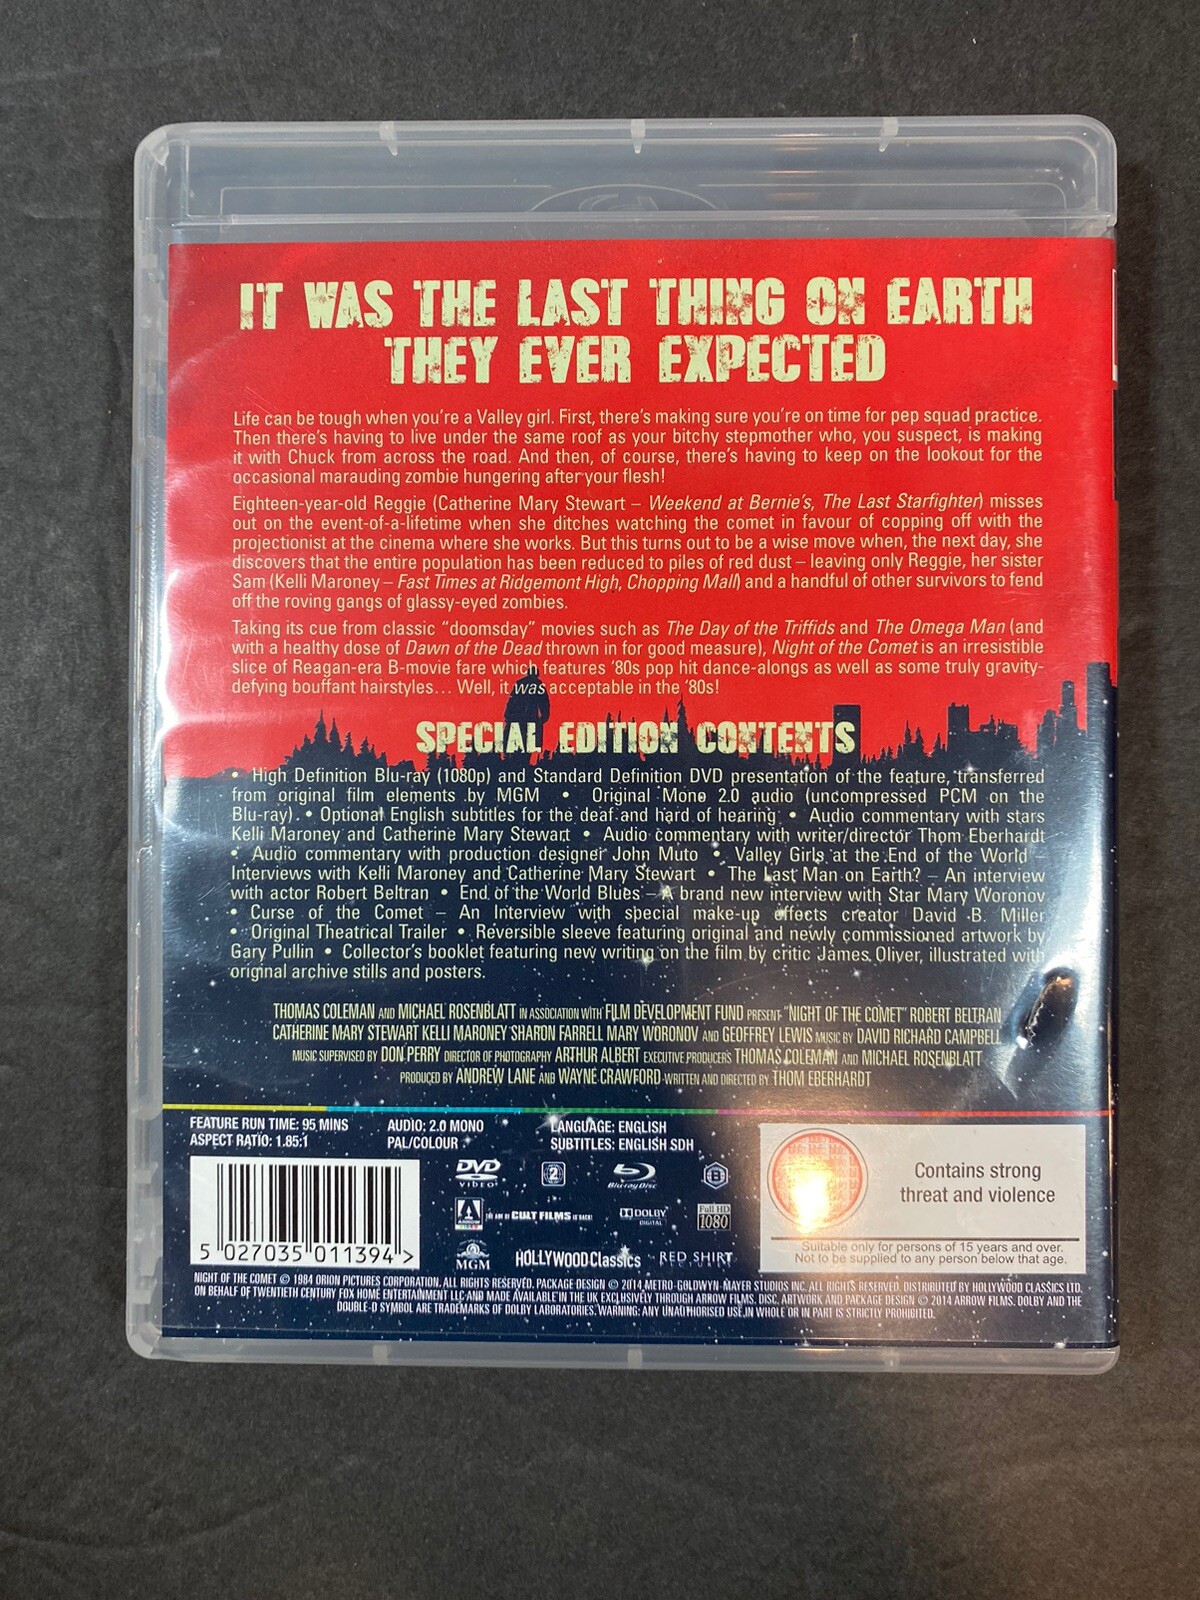 IT WAS THE LAST THING ON EARTH
THEY EVER EXPECTED
Life can be tough when you're a Valley girl. First, there's making sure you're on time for pep squad practice.
Then there's having to live under the same roof as your bitchy stepmother who, you suspect, is making
it with Chuck from across the road. And then, of course, there's having to keep on the lookout for the
occasional marauding zombie hungering after your flesh!
Eighteen-year-old Reggie (Catherine Mary Stewart – Weekend at Bernie's, The Last Starfighter) misses
out on the event-of-a-lifetime when she ditches watching the comet in favour of copping off with the
projectionist at the cinema where she works. But this turns out to be a wise move when, the next day, she
discovers that the entire population has been reduced to piles of red dust – leaving only Reggie, her sister
Sam (Kelli Maroney – Fast Times at Ridgemont High, Chopping Mall) and a handful of other survivors to fend
off the roving gangs of glassy-eyed zombies.
Taking its cue from classic "doomsday" movies such as The Day of the Triffids and The Omega Man (and
with a healthy dose of Dawn of the Dead thrown in for good measure), Night of the Comet is an irresistible
slice of Reagan-era B-movie fare which features '80s pop hit dance-alongs as well as some truly gravity-
defying bouffant hairstyles... Well, it was acceptable in the '80s!
SPECIAL EDITION CONTENTS
• High Definition Blu-ray (1080p) and Standard Definition DVD presentation of the feature, transferred
from original film elements by MGM • Original Mono 2.0 audio (uncompressed PCM on the
Blu-ray) • Optional English subtitles for the deaf and hard of hearing • Audio commentary with stars
Kelli Maroney and Catherine Mary Stewart • Audio commentary with writer/director Thom Eberhardt
• Audio commentary with production designer John Muto • Valley Girls at the End of the World –
Interviews with Kelli Maroney and Catherine Mary Stewart • The Last Man on Earth? – An interview
with actor Robert Beltran • End of the World Blues – A brand new interview with Star Mary Woronov
• Curse of the Comet – An Interview with special make-up effects creator David B. Miller
• Original Theatrical Trailer • Reversible sleeve featuring original and newly commissioned artwork by
Gary Pullin • Collector's booklet featuring new writing on the film by critic James Oliver, illustrated with
original archive stills and posters.
THOMAS COLEMAN AND MICHAEL ROSENBLATT IN ASSOCIATION WITH FILM DEVELOPMENT FUND PRESENT "NIGHT OF THE COMET" ROBERT BELTRAN
CATHERINE MARY STEWART KELLI MARONEY SHARON FARRELL MARY WORONOV AND GEOFFREY LEWIS MUSIC BY DAVID RICHARD CAMPBELL
MUSIC SUPERVISED BY DON PERRY DIRECTOR OF PHOTOGRAPHY ARTHUR ALBERT EXECUTIVE PRODUCERS THOMAS COLEMAN AND MICHAEL ROSENBLATT
PRODUCED BY ANDREW LANE AND WAYNE CRAWFORD WRITTEN AND DIRECTED BY THOM EBERHARDT
FEATURE RUN TIME: 95 MINS AUDIO: 2.0 MONO LANGUAGE: ENGLISH
ASPECT RATIO: 1.85:1 PAL/COLOUR SUBTITLES: ENGLISH SDH
DVD VIDEO 2 Blu-ray Disc B
Contains strong
threat and violence
ARROW VIDEO THE HOME OF CULT FILMS IS BACK! DOLBY DIGITAL Full HD 1080
5 027035 011394 >
MGM HOLLYWOOD Classics RED SHIRT
Suitable only for persons of 15 years and over.
Not to be supplied to any person below that age.
NIGHT OF THE COMET © 1984 ORION PICTURES CORPORATION. ALL RIGHTS RESERVED. PACKAGE DESIGN © 2014 METRO-GOLDWYN-MAYER STUDIOS INC. ALL RIGHTS RESERVED. DISTRIBUTED BY HOLLYWOOD CLASSICS LTD.
ON BEHALF OF TWENTIETH CENTURY FOX HOME ENTERTAINMENT LLC AND MADE AVAILABLE IN THE UK EXCLUSIVELY THROUGH ARROW FILMS. DISC, ARTWORK AND PACKAGE DESIGN © 2014 ARROW FILMS. DOLBY AND THE
DOUBLE-D SYMBOL ARE TRADEMARKS OF DOLBY LABORATORIES. WARNING: ANY UNAUTHORISED USE IN WHOLE OR IN PART IS STRICTLY PROHIBITED.